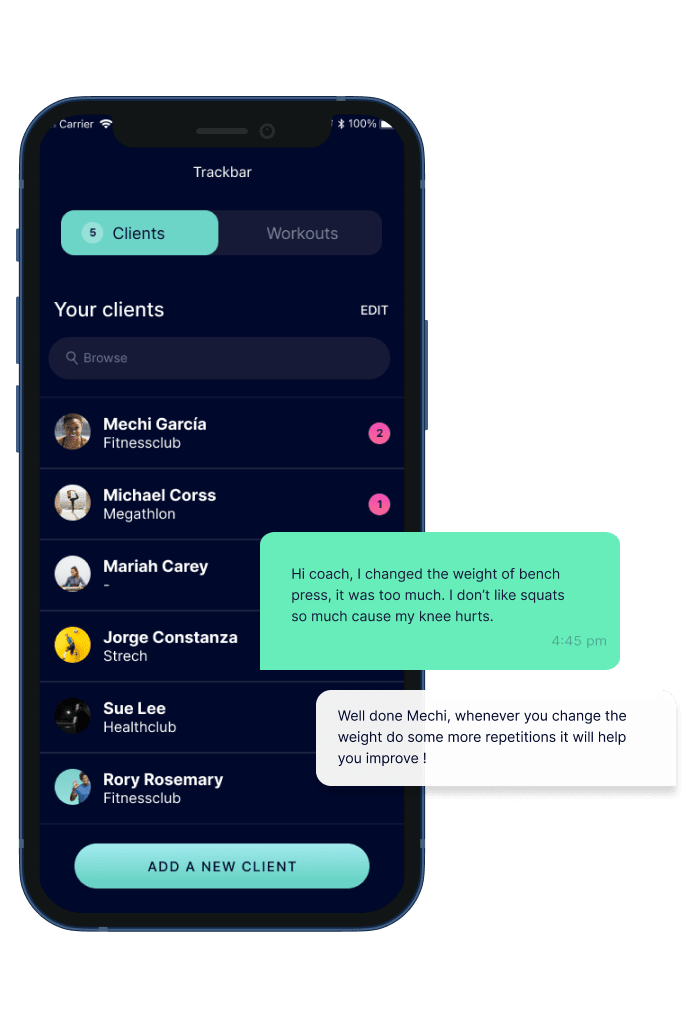 Carrier 100%
Trackbar
5 Clients Workouts
Your clients EDIT
Browse
Mechi García
Fitnessclub
2
Michael Corss
Megathlon
1
Mariah Carey
-
Jorge Constanza
Strech
Sue Lee
Healthclub
Rory Rosemary
Fitnessclub
ADD A NEW CLIENT
Hi coach, I changed the weight of bench
press, it was too much. I don’t like squats
so much cause my knee hurts.
4:45 pm
Well done Mechi, whenever you change the
weight do some more repetitions it will help
you improve !